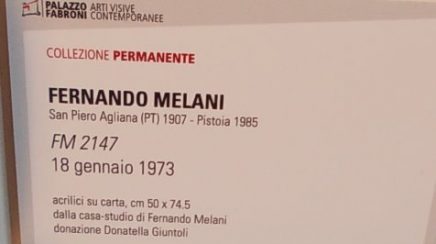 PALAZZO ARTI VISIVE
FABRONI CONTEMPORANEE
COLLEZIONE PERMANENTE
FERNANDO MELANI
San Piero Agliana (PT) 1907 - Pistoia 1985
FM 2147
18 gennaio 1973
acrilici su carta, cm 50 x 74.5
dalla casa-studio di Fernando Melani
donazione Donatella Giuntoli